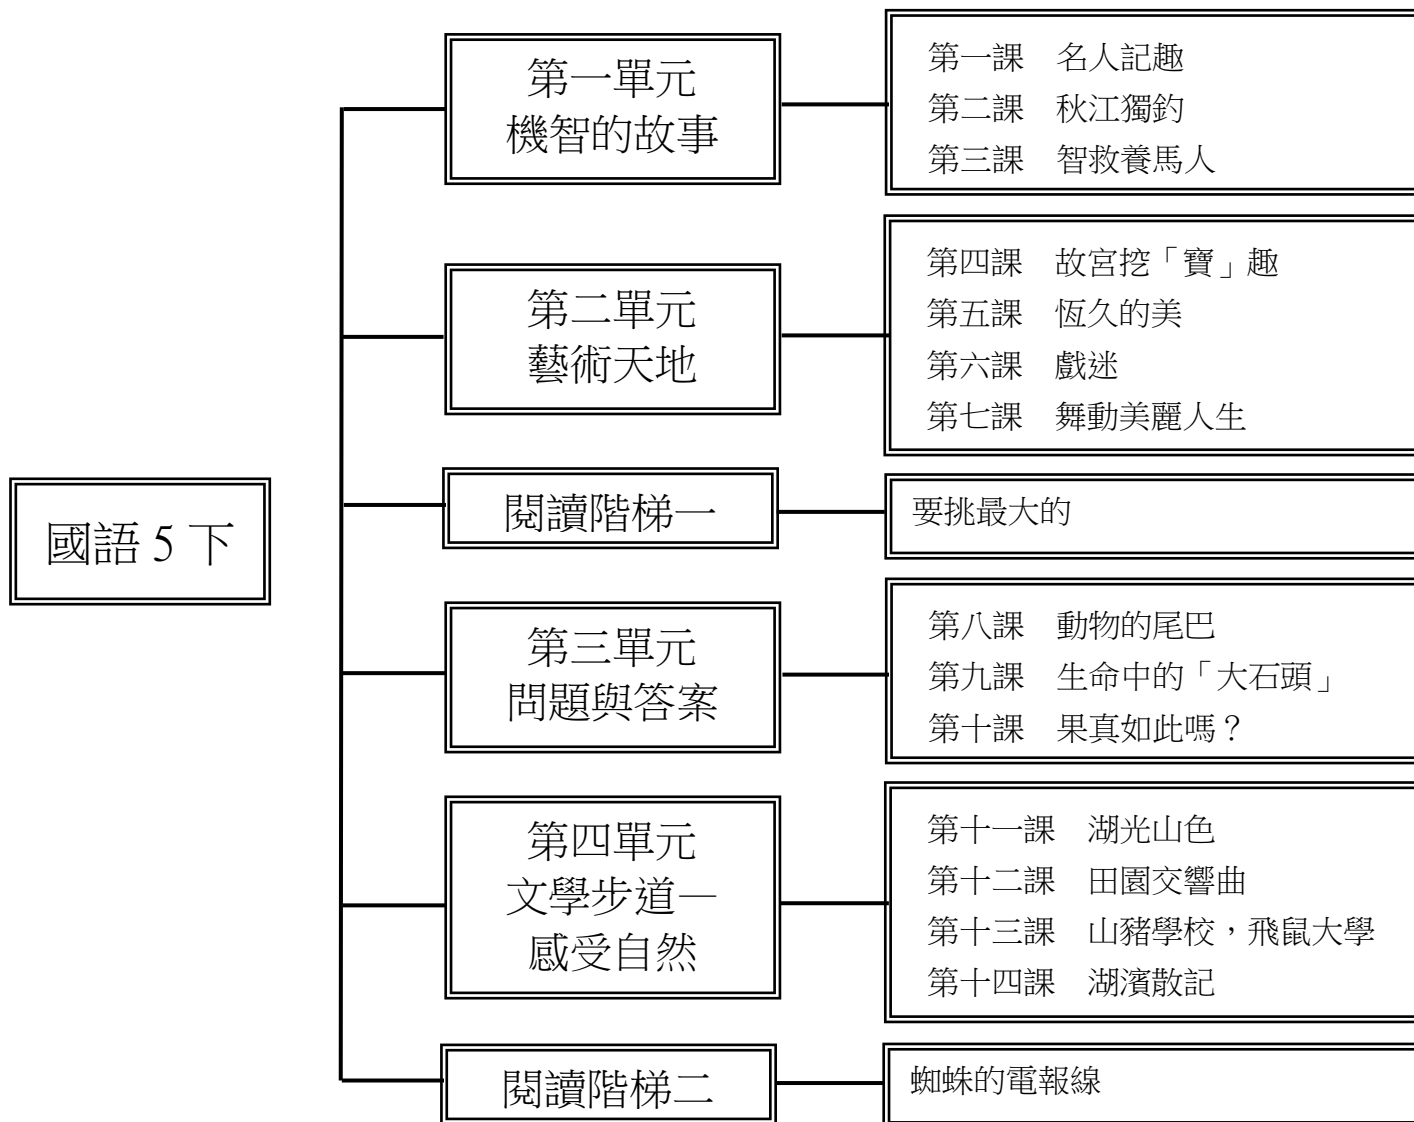 國語 5 下
第一單元
機智的故事
第一課　名人記趣
第二課　秋江獨釣
第三課　智救養馬人
第二單元
藝術天地
第四課　故宮挖「寶」趣
第五課　恆久的美
第六課　戲迷
第七課　舞動美麗人生
閱讀階梯一
要挑最大的
第三單元
問題與答案
第八課　動物的尾巴
第九課　生命中的「大石頭」
第十課　果真如此嗎？
第四單元
文學步道—
感受自然
第十一課　湖光山色
第十二課　田園交響曲
第十三課　山豬學校，飛鼠大學
第十四課　湖濱散記
閱讀階梯二
蜘蛛的電報線